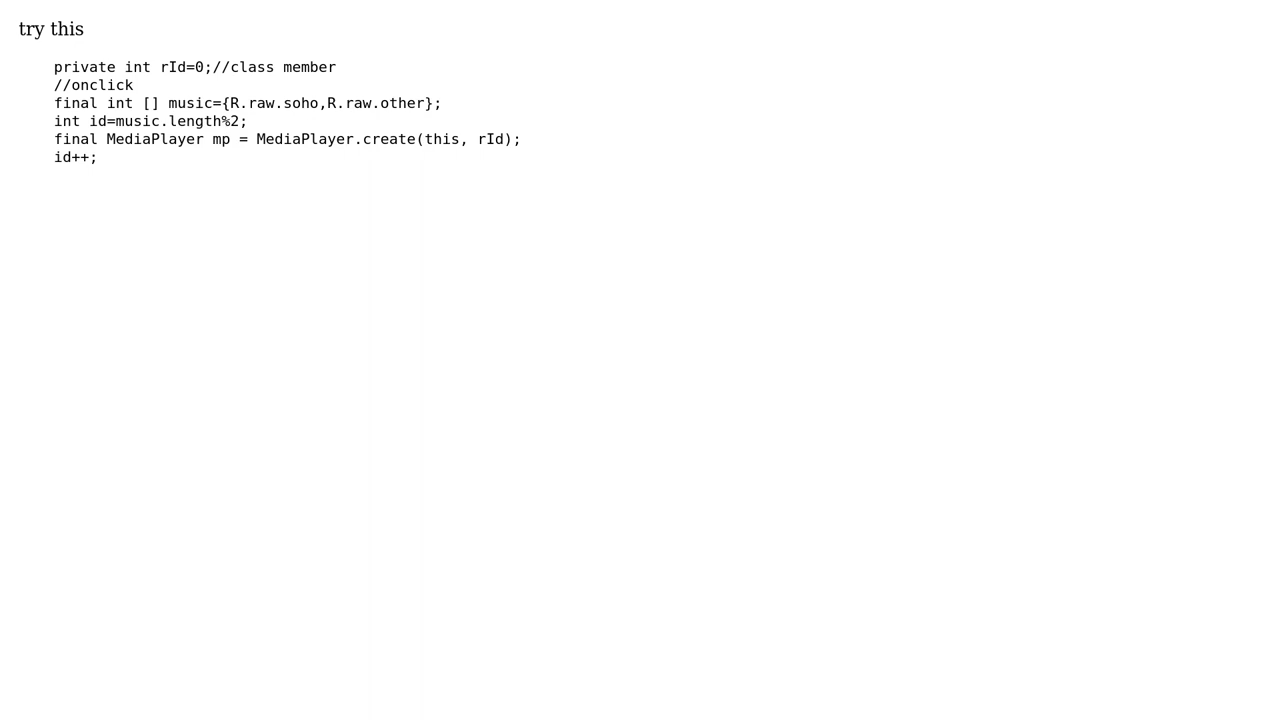 try this
private int rId=0;//class member
//onclick
final int [] music={R.raw.soho,R.raw.other};
int id=music.length%2;
final MediaPlayer mp = MediaPlayer.create(this, rId);
id++;